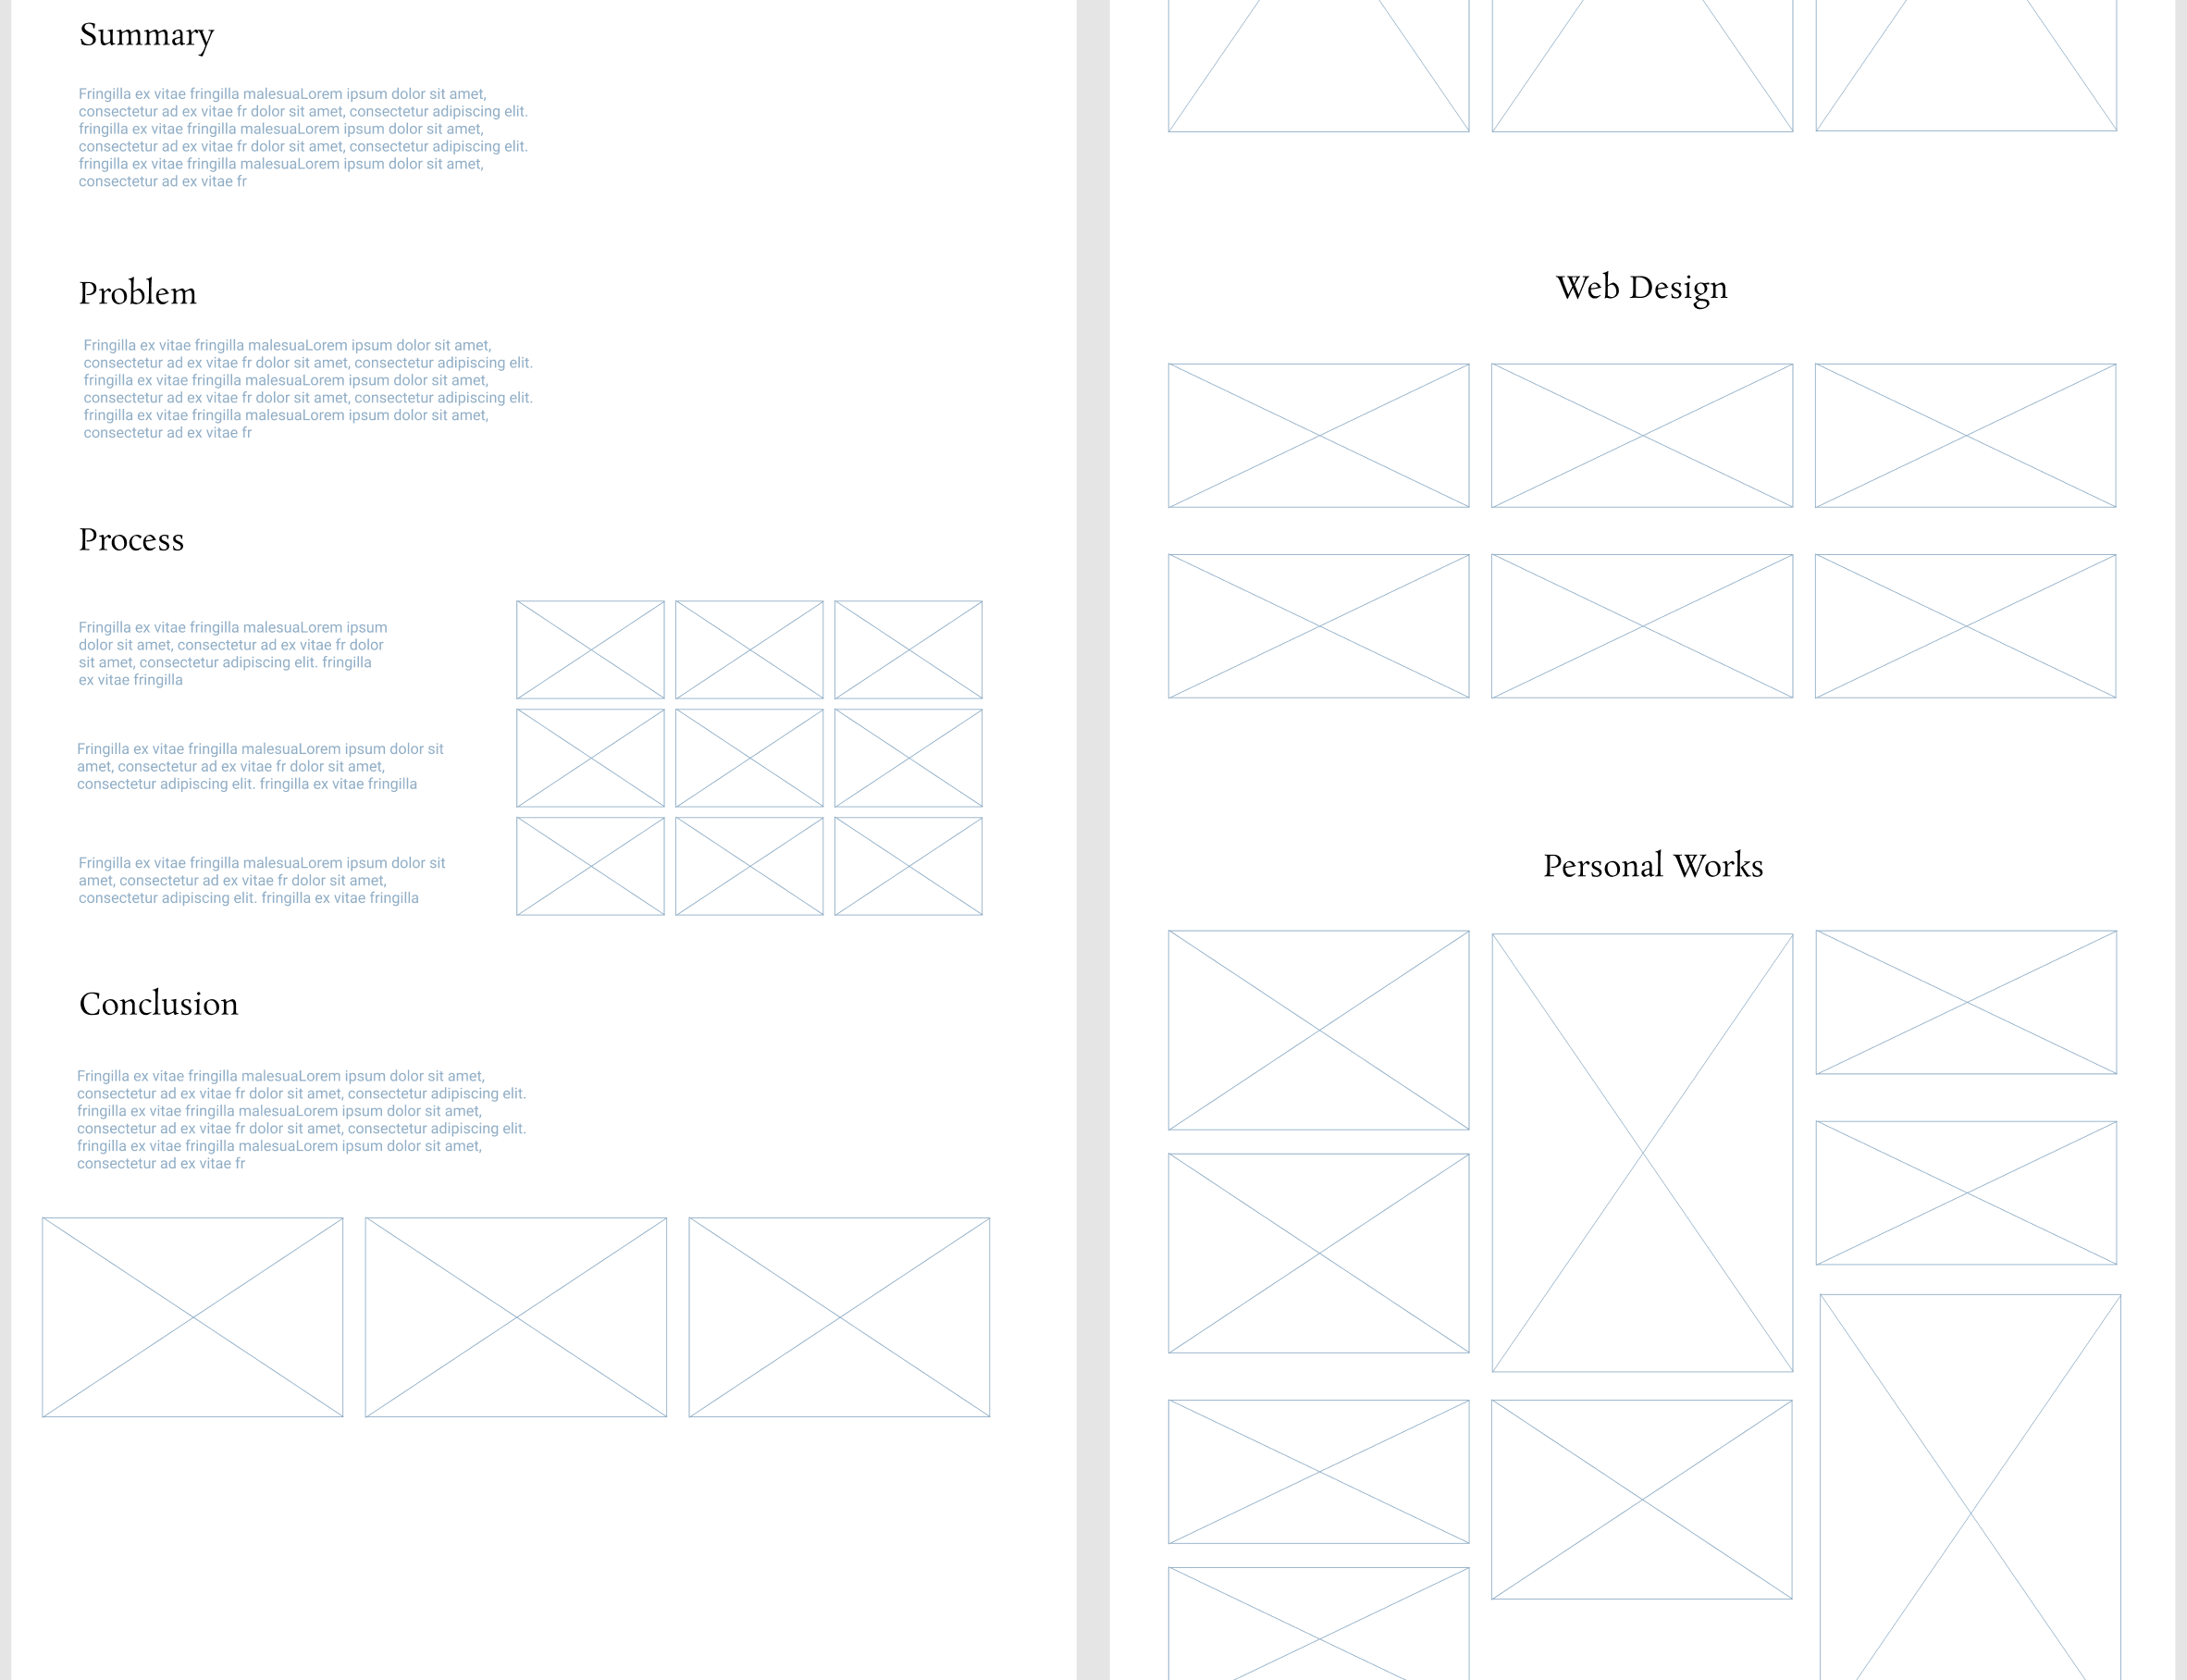 Summary
Fringilla ex vitae fringilla malesuaLorem ipsum dolor sit amet,
consectetur ad ex vitae fr dolor sit amet, consectetur adipiscing elit.
fringilla ex vitae fringilla malesuaLorem ipsum dolor sit amet,
consectetur ad ex vitae fr dolor sit amet, consectetur adipiscing elit.
fringilla ex vitae fringilla malesuaLorem ipsum dolor sit amet,
consectetur ad ex vitae fr
Problem
Fringilla ex vitae fringilla malesuaLorem ipsum dolor sit amet,
consectetur ad ex vitae fr dolor sit amet, consectetur adipiscing elit.
fringilla ex vitae fringilla malesuaLorem ipsum dolor sit amet,
consectetur ad ex vitae fr dolor sit amet, consectetur adipiscing elit.
fringilla ex vitae fringilla malesuaLorem ipsum dolor sit amet,
consectetur ad ex vitae fr
Process
Fringilla ex vitae fringilla malesuaLorem ipsum
dolor sit amet, consectetur ad ex vitae fr dolor
sit amet, consectetur adipiscing elit. fringilla
ex vitae fringilla
Fringilla ex vitae fringilla malesuaLorem ipsum dolor sit
amet, consectetur ad ex vitae fr dolor sit amet,
consectetur adipiscing elit. fringilla ex vitae fringilla
Fringilla ex vitae fringilla malesuaLorem ipsum dolor sit
amet, consectetur ad ex vitae fr dolor sit amet,
consectetur adipiscing elit. fringilla ex vitae fringilla
Conclusion
Fringilla ex vitae fringilla malesuaLorem ipsum dolor sit amet,
consectetur ad ex vitae fr dolor sit amet, consectetur adipiscing elit.
fringilla ex vitae fringilla malesuaLorem ipsum dolor sit amet,
consectetur ad ex vitae fr dolor sit amet, consectetur adipiscing elit.
fringilla ex vitae fringilla malesuaLorem ipsum dolor sit amet,
consectetur ad ex vitae fr
Web Design
Personal Works